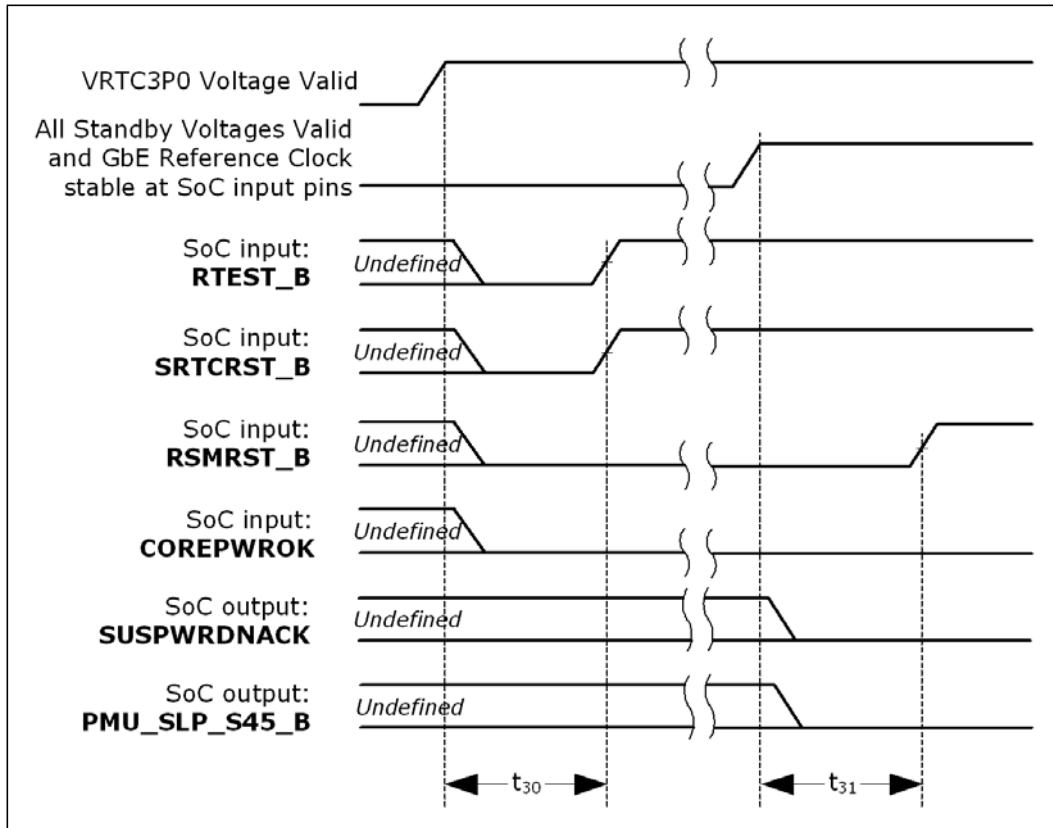 VRTC3P0 Voltage Valid
All Standby Voltages Valid
and GbE Reference Clock
stable at SoC input pins
SoC input:
RTEST_B
Undefined
SoC input:
SRTCRST_B
Undefined
SoC input:
RSMRST_B
Undefined
SoC input:
COREPWROK
Undefined
SoC output:
SUSPWRDNACK
Undefined
SoC output:
PMU_SLP_S45_B
Undefined
t30
t31